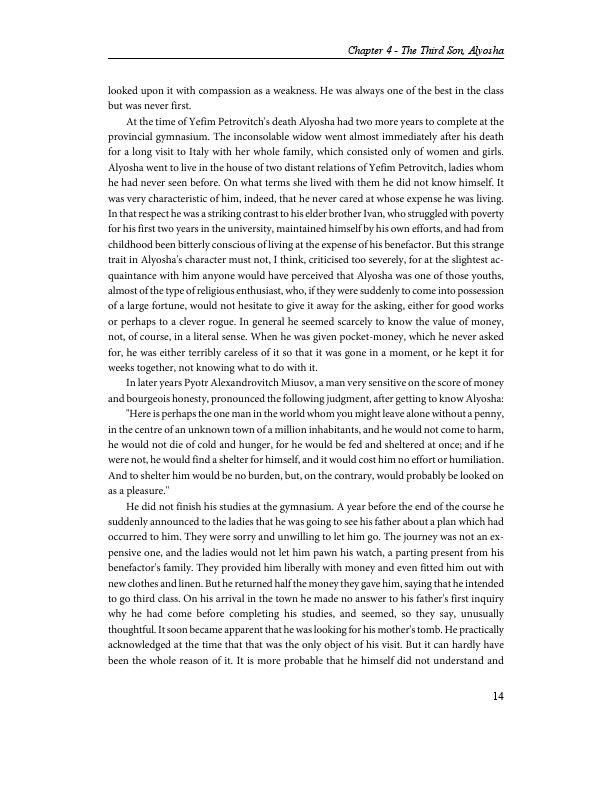 Chapter 4 - The Third Son, Alyosha
looked upon it with compassion as a weakness. He was always one of the best in the class
but was never first.
At the time of Yefim Petrovitch's death Alyosha had two more years to complete at the
provincial gymnasium. The inconsolable widow went almost immediately after his death
for a long visit to Italy with her whole family, which consisted only of women and girls.
Alyosha went to live in the house of two distant relations of Yefim Petrovitch, ladies whom
he had never seen before. On what terms she lived with them he did not know himself. It
was very characteristic of him, indeed, that he never cared at whose expense he was living.
In that respect he was a striking contrast to his elder brother Ivan, who struggled with poverty
for his first two years in the university, maintained himself by his own efforts, and had from
childhood been bitterly conscious of living at the expense of his benefactor. But this strange
trait in Alyosha's character must not, I think, criticised too severely, for at the slightest ac-
quaintance with him anyone would have perceived that Alyosha was one of those youths,
almost of the type of religious enthusiast, who, if they were suddenly to come into possession
of a large fortune, would not hesitate to give it away for the asking, either for good works
or perhaps to a clever rogue. In general he seemed scarcely to know the value of money,
not, of course, in a literal sense. When he was given pocket-money, which he never asked
for, he was either terribly careless of it so that it was gone in a moment, or he kept it for
weeks together, not knowing what to do with it.
In later years Pyotr Alexandrovitch Miusov, a man very sensitive on the score of money
and bourgeois honesty, pronounced the following judgment, after getting to know Alyosha:
"Here is perhaps the one man in the world whom you might leave alone without a penny,
in the centre of an unknown town of a million inhabitants, and he would not come to harm,
he would not die of cold and hunger, for he would be fed and sheltered at once; and if he
were not, he would find a shelter for himself, and it would cost him no effort or humiliation.
And to shelter him would be no burden, but, on the contrary, would probably be looked on
as a pleasure."
He did not finish his studies at the gymnasium. A year before the end of the course he
suddenly announced to the ladies that he was going to see his father about a plan which had
occurred to him. They were sorry and unwilling to let him go. The journey was not an ex-
pensive one, and the ladies would not let him pawn his watch, a parting present from his
benefactor's family. They provided him liberally with money and even fitted him out with
new clothes and linen. But he returned half the money they gave him, saying that he intended
to go third class. On his arrival in the town he made no answer to his father's first inquiry
why he had come before completing his studies, and seemed, so they say, unusually
thoughtful. It soon became apparent that he was looking for his mother's tomb. He practically
acknowledged at the time that that was the only object of his visit. But it can hardly have
been the whole reason of it. It is more probable that he himself did not understand and
14